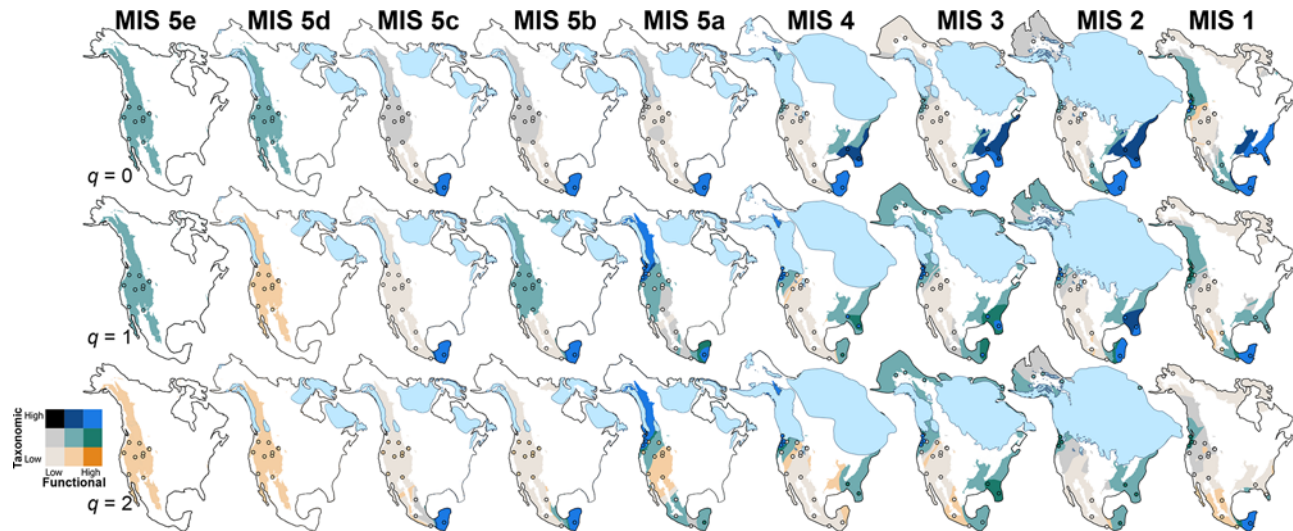 MIS 5e MIS 5d MIS 5c MIS 5b MIS 5a MIS 4 MIS 3 MIS 2 MIS 1
q = 0
q = 1
Taxonomic
High
Low
Low High
Functional
q = 2